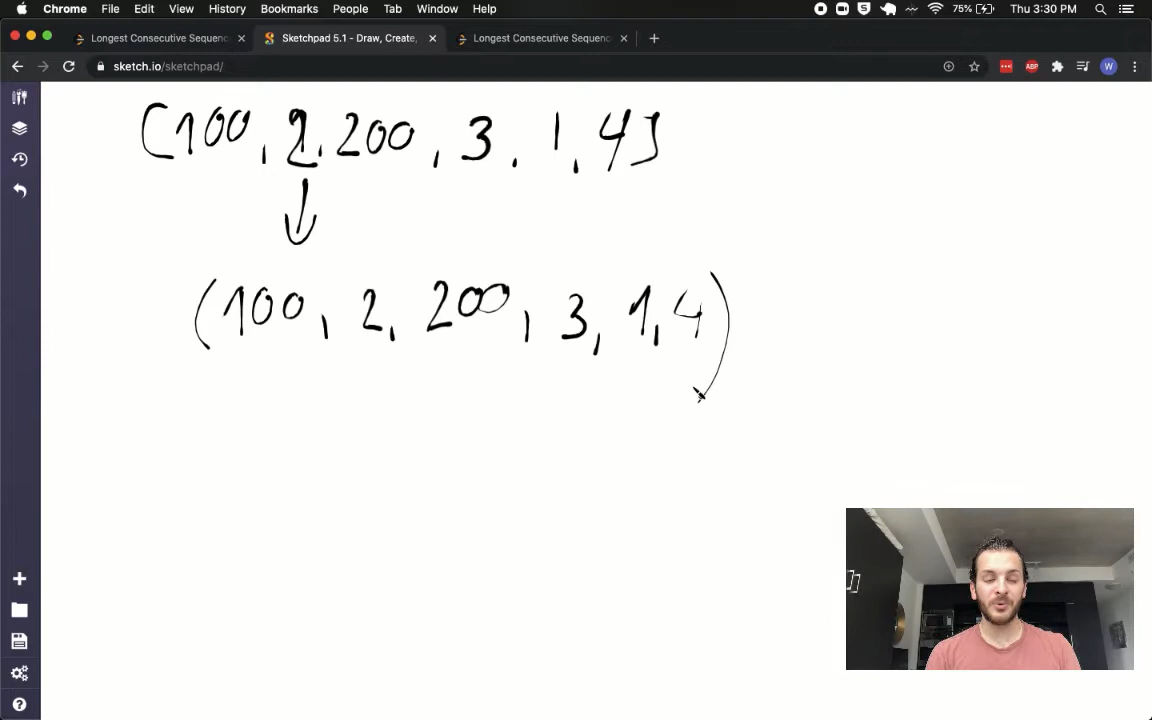 Chrome File Edit View History Bookmarks People Tab Window Help 75% Thu 3:30 PM
Longest Consecutive Sequenc Sketchpad 5.1 - Draw, Create, Longest Consecutive Sequenc
sketch.io/sketchpad/ ABP W
[100, 2, 200, 3, 1, 4]
(100, 2, 200, 3, 1, 4)